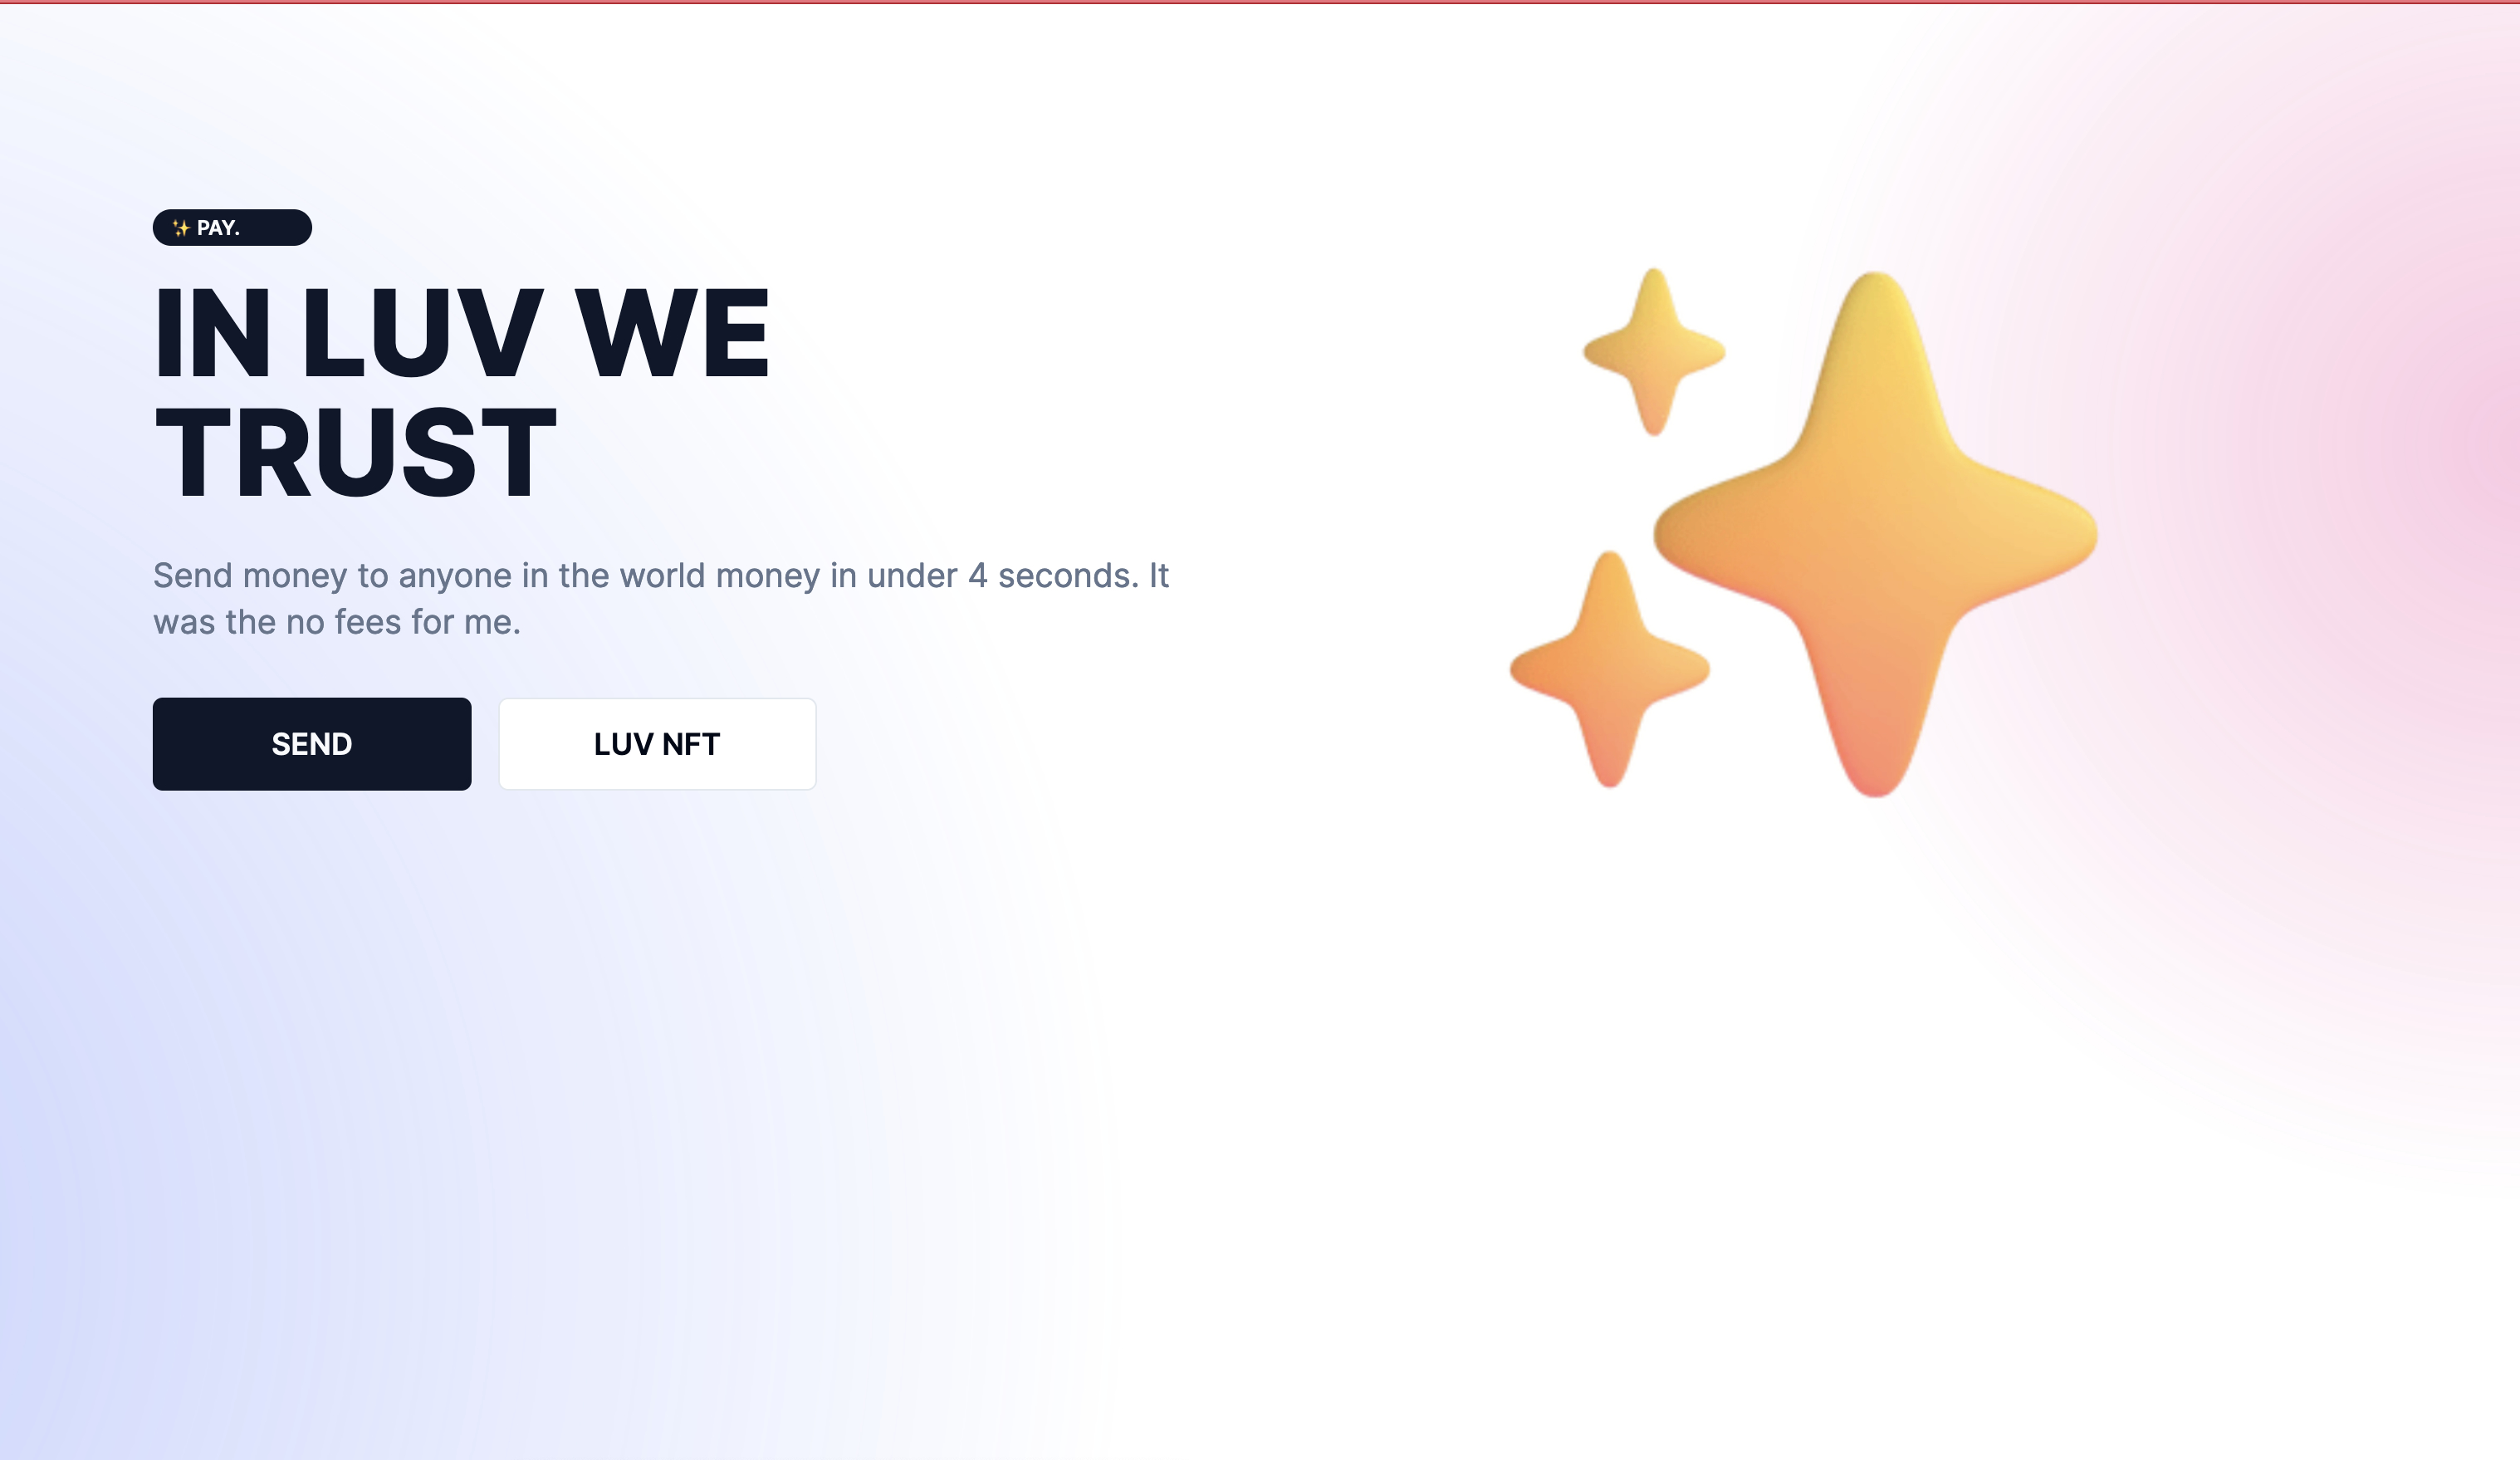 ✨ PAY.
IN LUV WE
TRUST
Send money to anyone in the world money in under 4 seconds. It
was the no fees for me.
SEND
LUV NFT